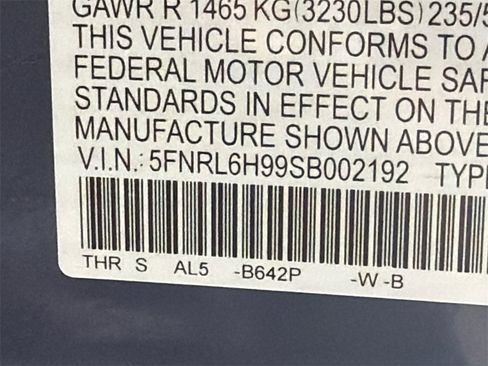 GAWR R 1465 KG(3230LBS) 235/
THIS VEHICLE CONFORMS TO
FEDERAL MOTOR VEHICLE SAF
STANDARDS IN EFFECT ON THE
MANUFACTURE SHOWN ABOVE
V.I.N.: 5FNRL6H99SB002192 TYP
THR S AL5 -B642P -W -B